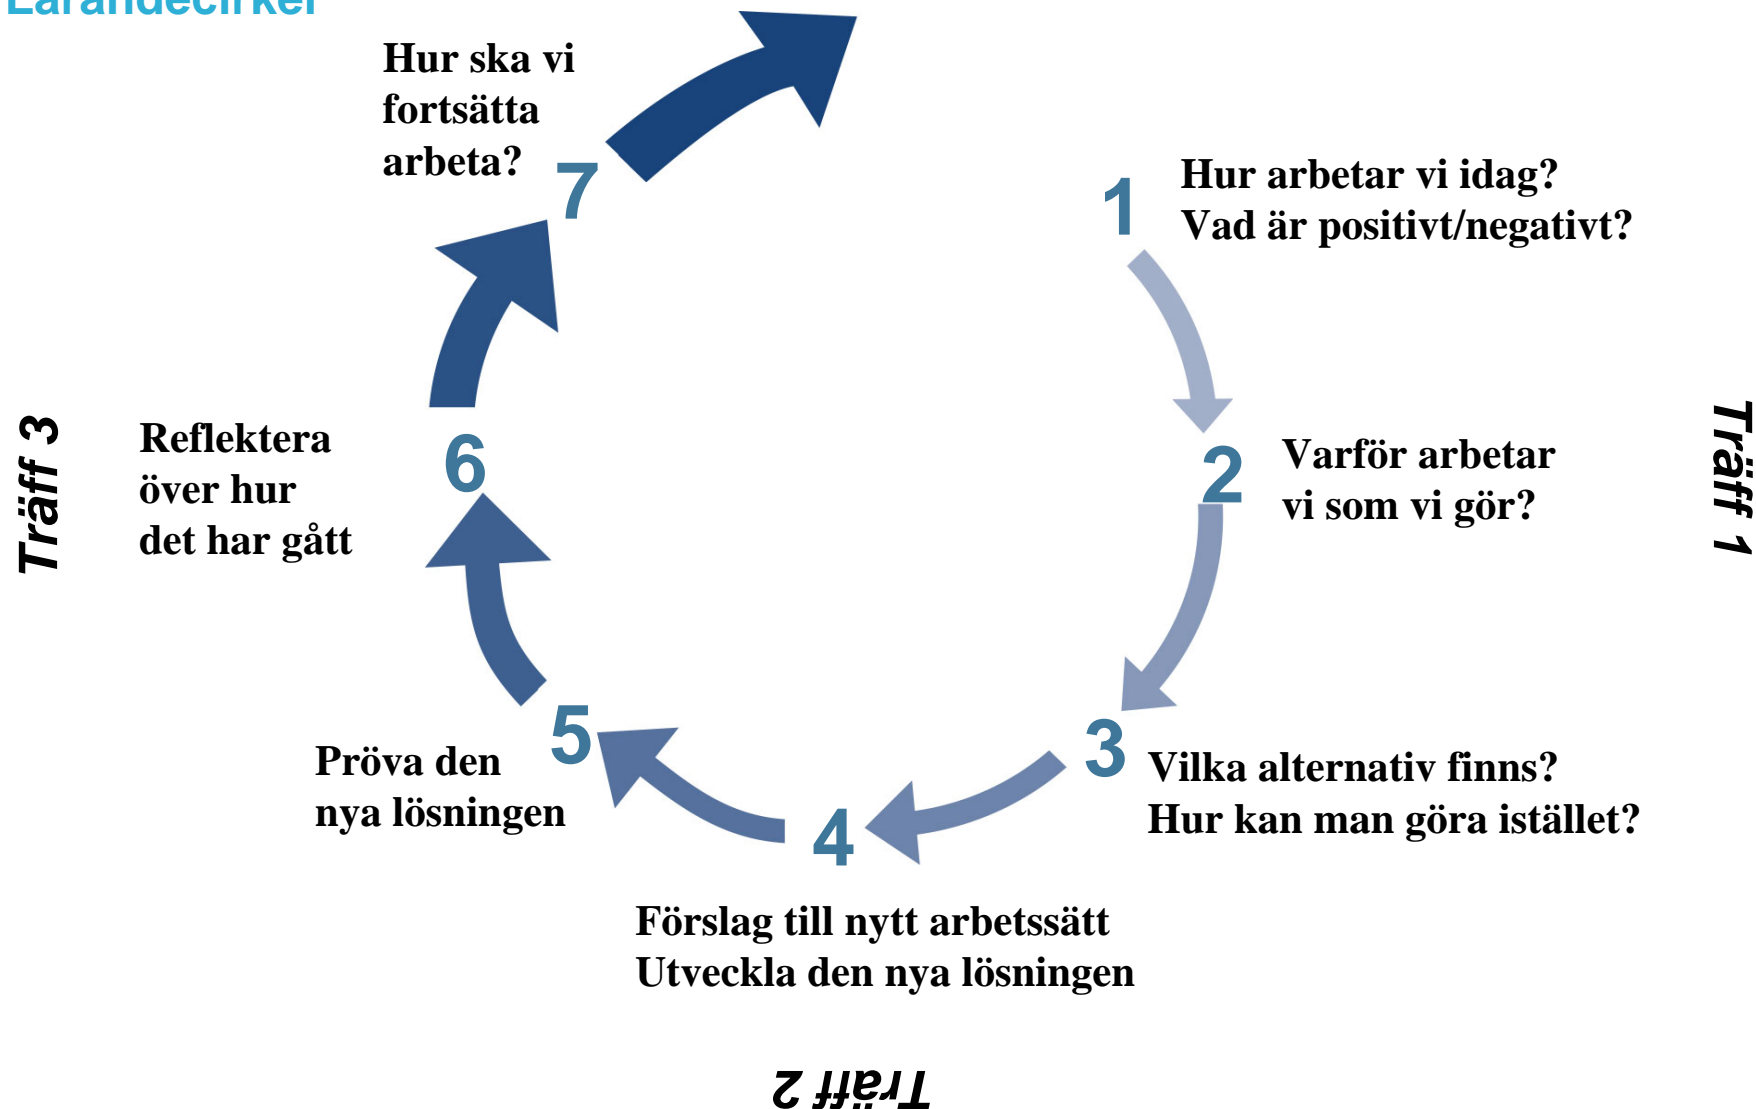 Lärandecirkel
Hur ska vi
fortsätta
arbeta?
7
1
Hur arbetar vi idag?
Vad är positivt/negativt?
2
Varför arbetar
vi som vi gör?
Träff 1
3
Vilka alternativ finns?
Hur kan man göra istället?
4
Förslag till nytt arbetssätt
Utveckla den nya lösningen
Träff 2
5
Pröva den
nya lösningen
6
Reflektera
över hur
det har gått
Träff 3